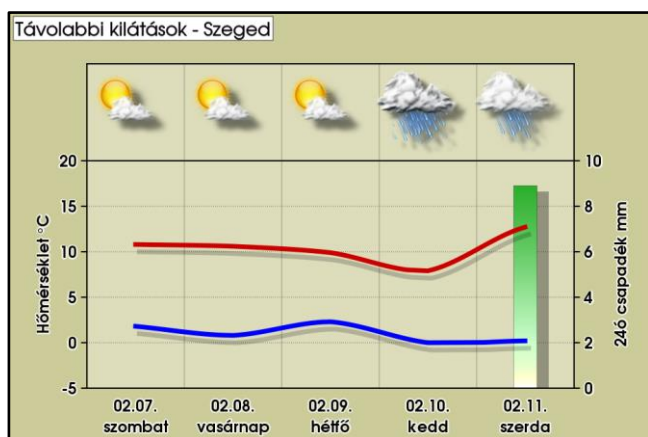 Távolabbi kilátások - Szeged
20
15
10
5
0
-5
Hőmérséklet °C
10
8
6
4
2
0
24ó csapadék mm
02.07. 02.08. 02.09. 02.10. 02.11.
szombat vasárnap hétfő kedd szerda